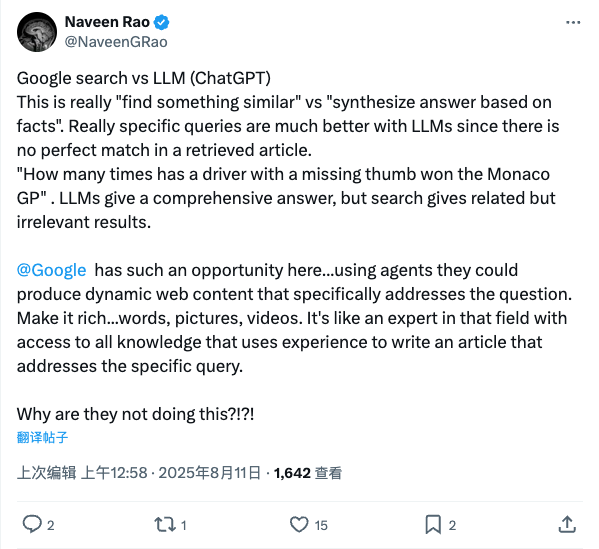 Naveen Rao
@NaveenGRao
Google search vs LLM (ChatGPT)
This is really "find something similar" vs "synthesize answer based on
facts". Really specific queries are much better with LLMs since there is
no perfect match in a retrieved article.
"How many times has a driver with a missing thumb won the Monaco
GP" . LLMs give a comprehensive answer, but search gives related but
irrelevant results.
@Google has such an opportunity here...using agents they could
produce dynamic web content that specifically addresses the question.
Make it rich...words, pictures, videos. It's like an expert in that field with
access to all knowledge that uses experience to write an article that
addresses the specific query.
Why are they not doing this?!?!
翻译帖子
上次编辑 上午12:58 · 2025年8月11日 · 1,642 查看
2 1 15 2